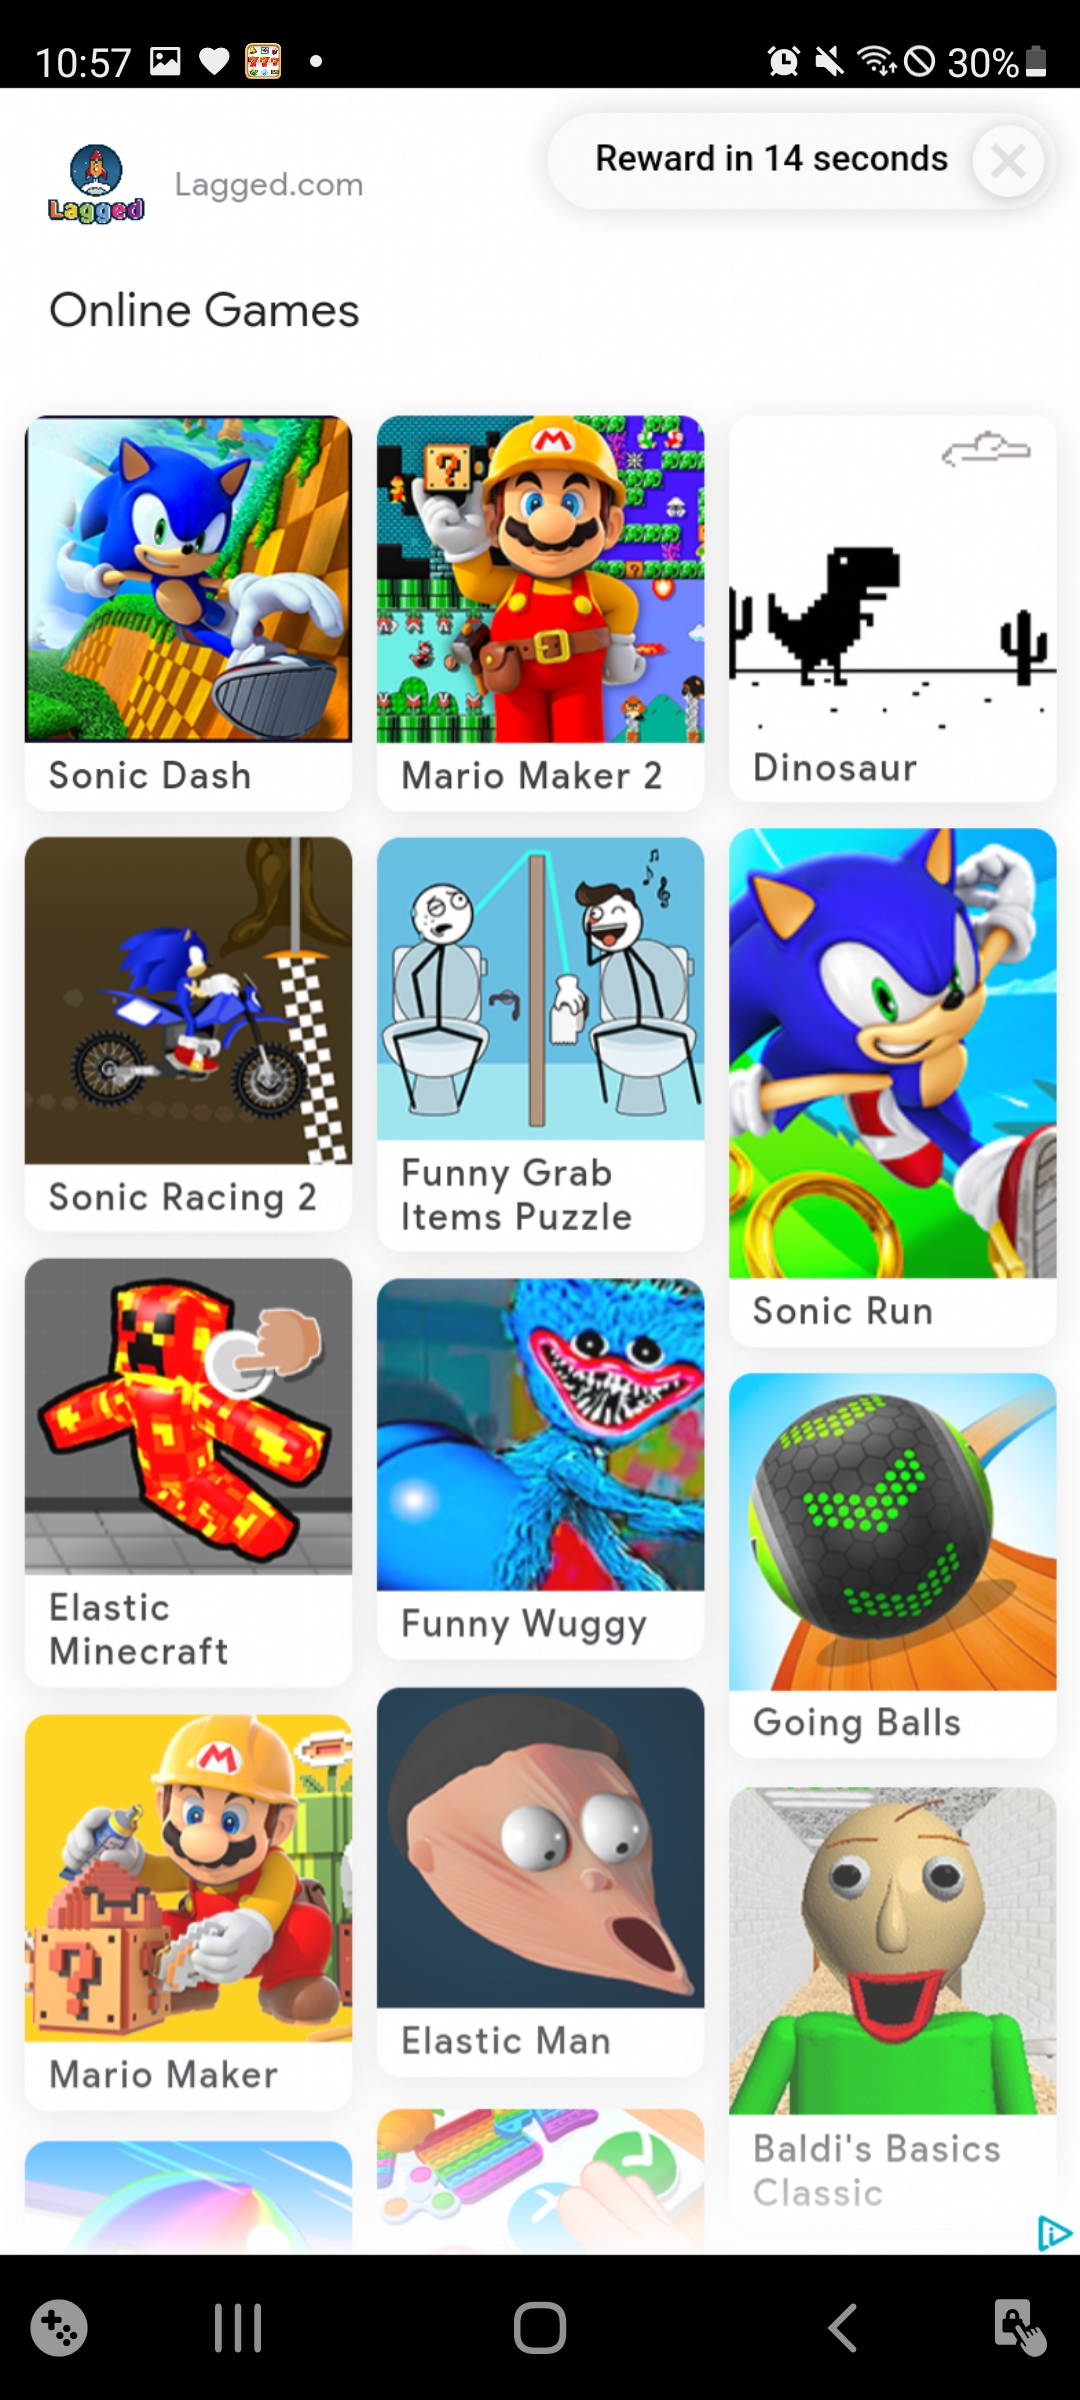 10:57
30%
Reward in 14 seconds
Lagged
Lagged.com
Online Games
Sonic Dash
Mario Maker 2
Dinosaur
Sonic Racing 2
Funny Grab
Items Puzzle
Sonic Run
Elastic
Minecraft
Funny Wuggy
Going Balls
Mario Maker
Elastic Man
Baldi's Basics
Classic